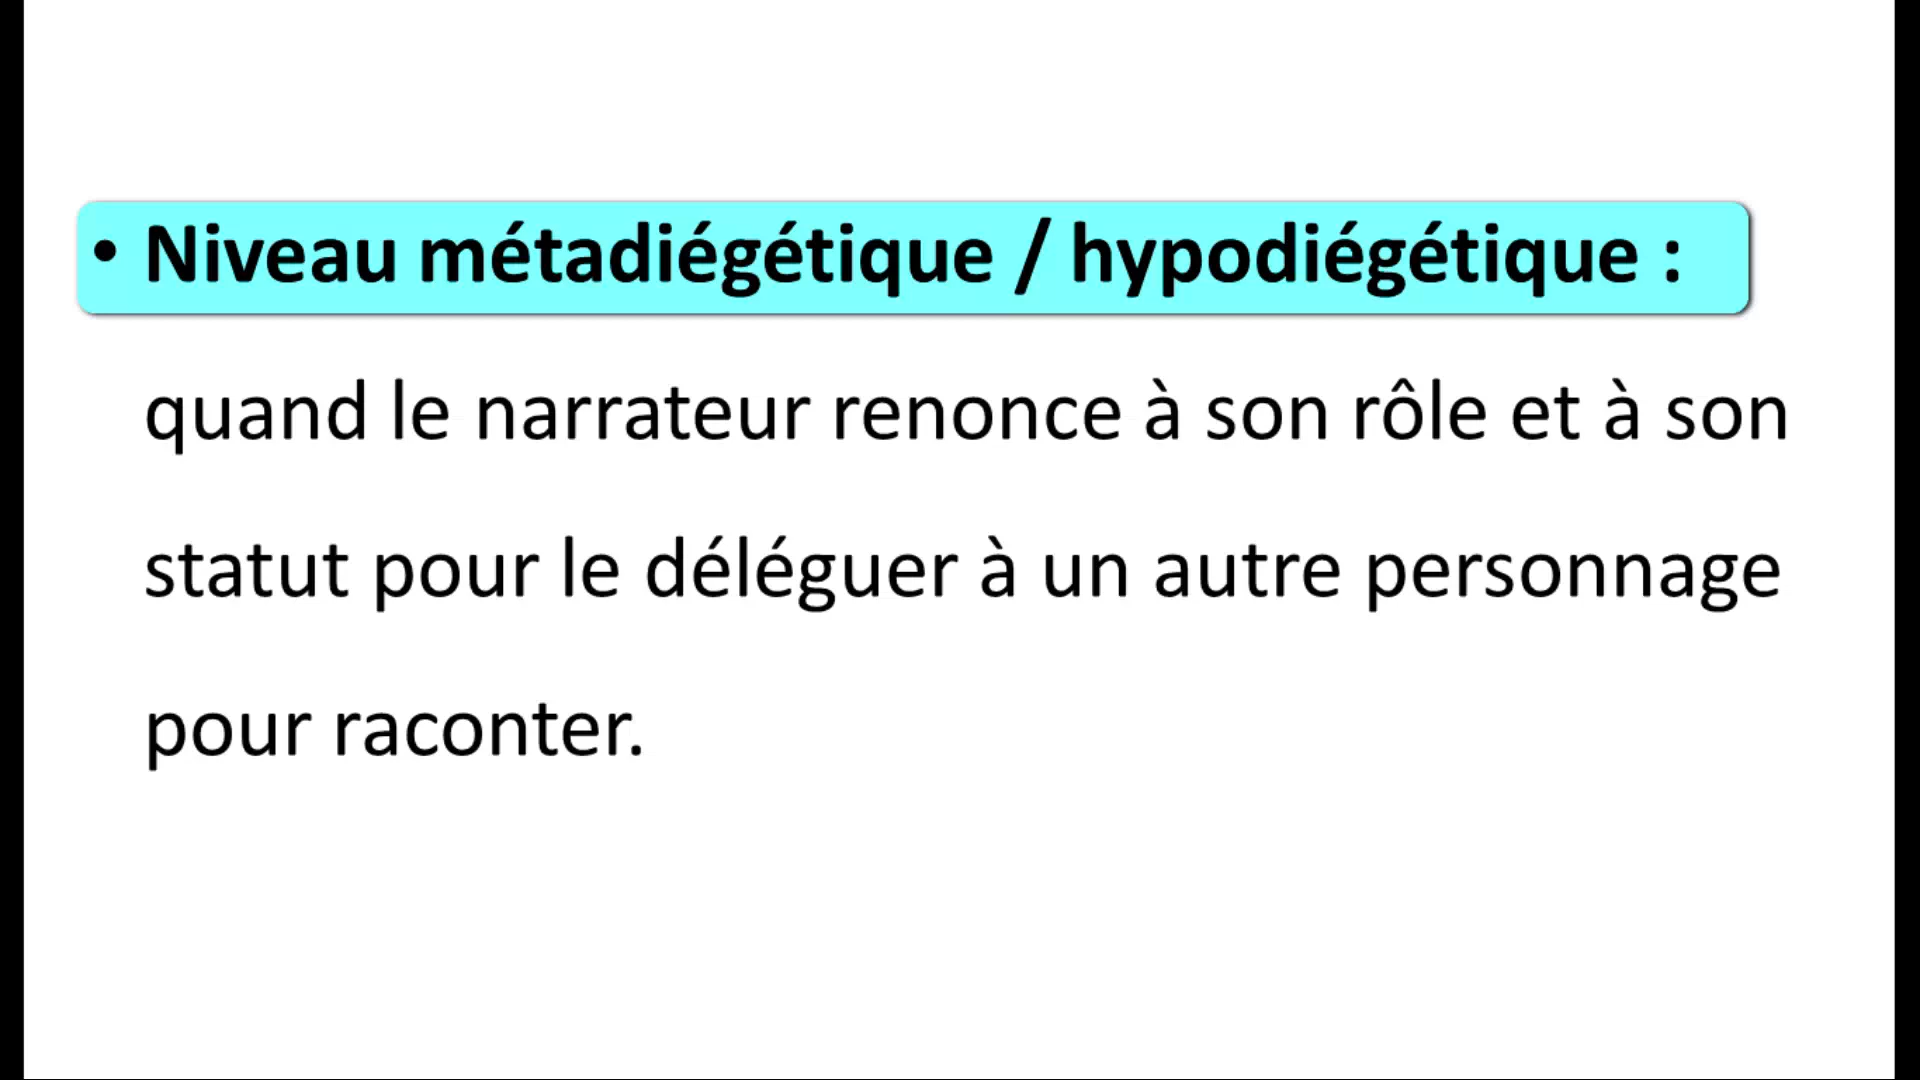 • Niveau métadiégétique / hypodiégétique :
quand le narrateur renonce à son rôle et à son
statut pour le déléguer à un autre personnage
pour raconter.